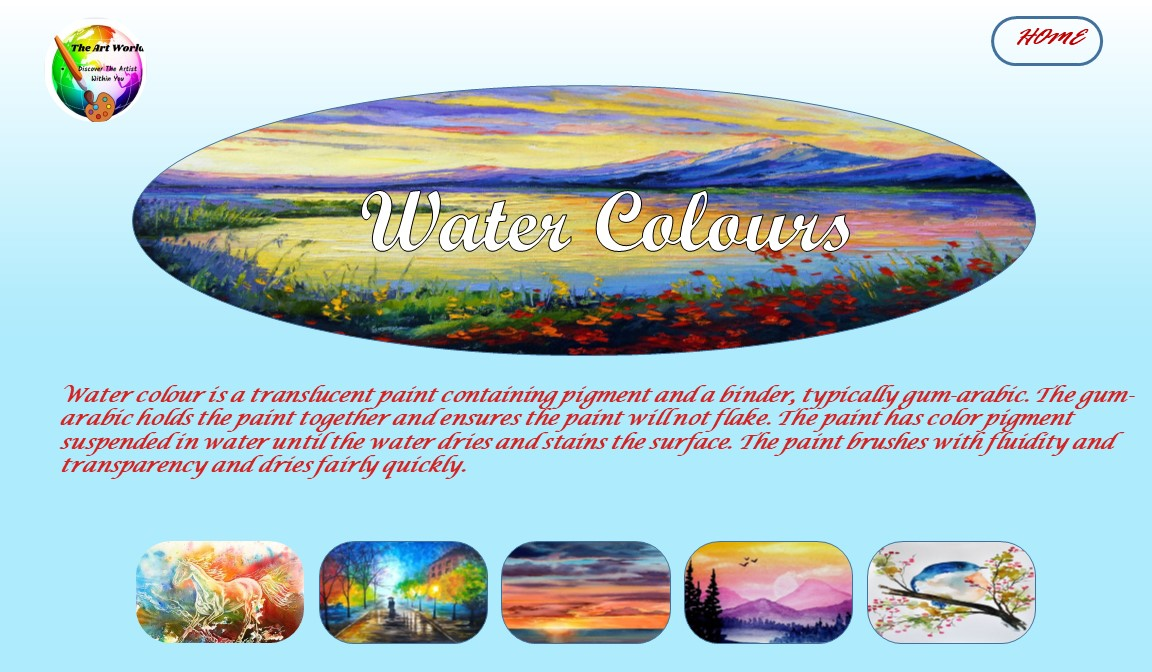 The Art World
Discover The Artist
Within You
HOME
Water Colours
Water colour is a translucent paint containing pigment and a binder, typically gum-arabic. The gum-
arabic holds the paint together and ensures the paint will not flake. The paint has color pigment
suspended in water until the water dries and stains the surface. The paint brushes with fluidity and
transparency and dries fairly quickly.